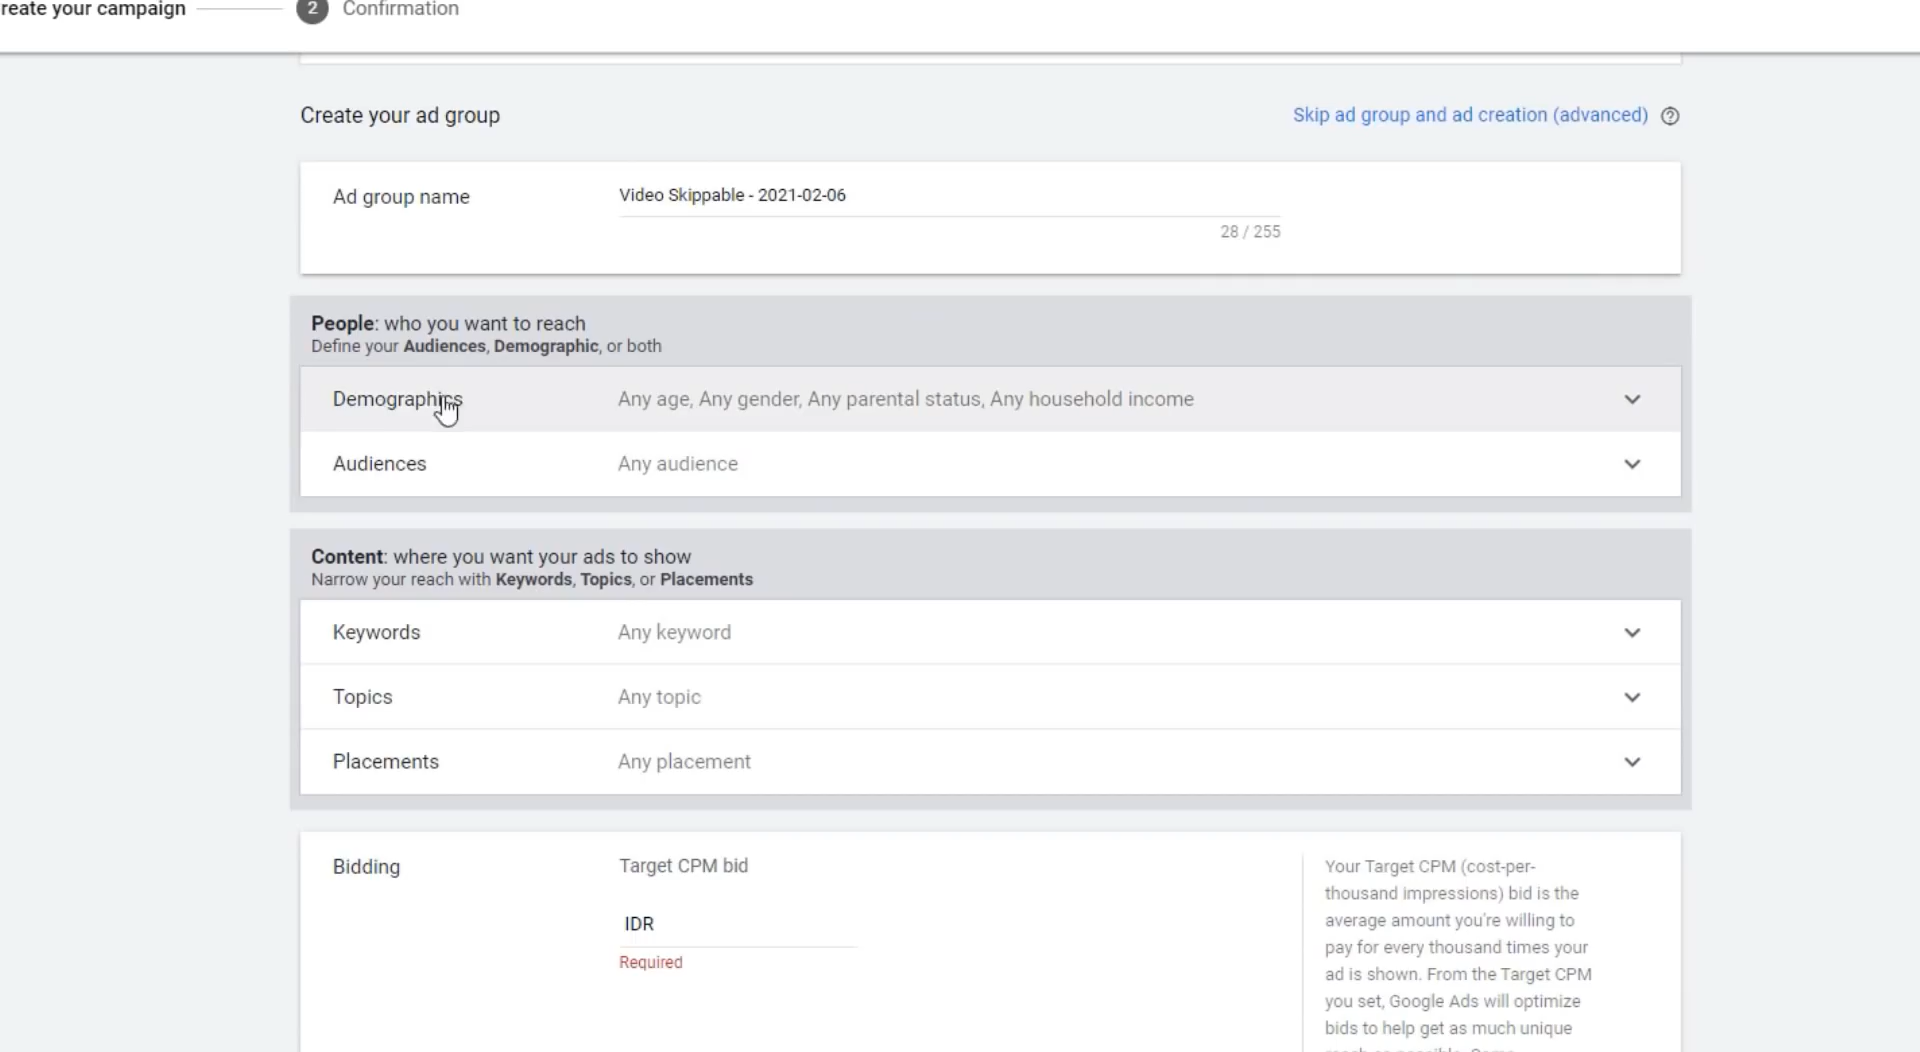 reate your campaign
2 Confirmation
Create your ad group
Skip ad group and ad creation (advanced)
Ad group name
Video Skippable - 2021-02-06
28 / 255
People: who you want to reach
Define your Audiences, Demographic, or both
Demographics
Any age, Any gender, Any parental status, Any household income
Audiences
Any audience
Content: where you want your ads to show
Narrow your reach with Keywords, Topics, or Placements
Keywords
Any keyword
Topics
Any topic
Placements
Any placement
Bidding
Target CPM bid
IDR
Required
Your Target CPM (cost-per-
thousand impressions) bid is the
average amount you're willing to
pay for every thousand times your
ad is shown. From the Target CPM
you set, Google Ads will optimize
bids to help get as much unique